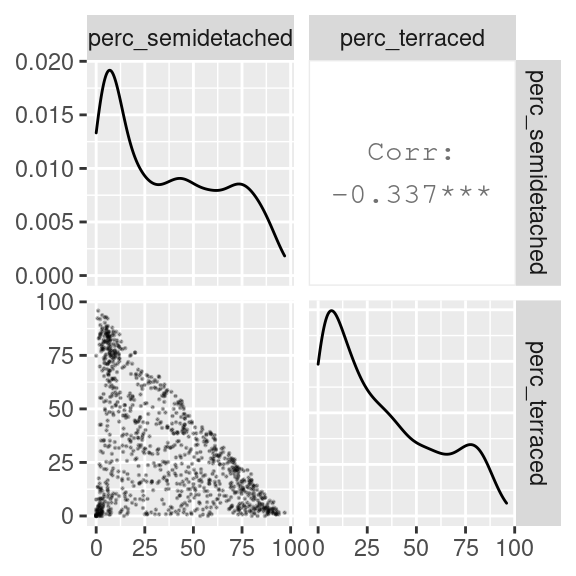 perc_semidetached perc_terraced
0.020
0.015
0.010
0.005
0.000
Corr:
−0.337***
perc_semidetached
100
75
50
25
0
perc_terraced
0 25 50 75 100
0 25 50 75 100